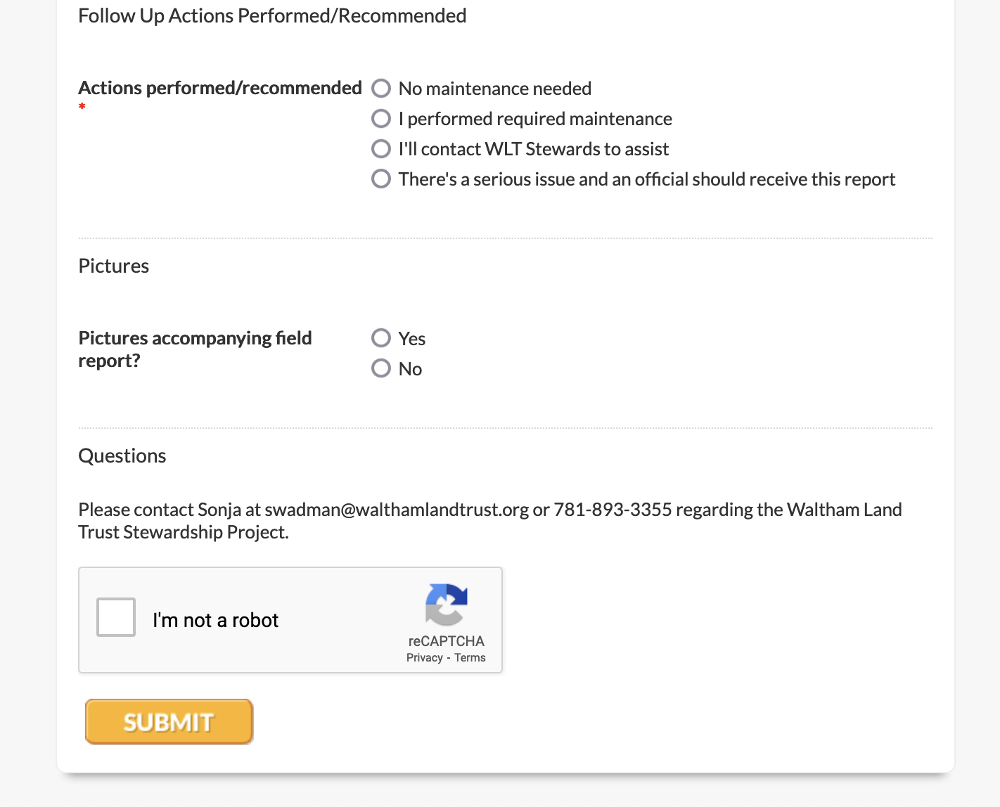 Follow Up Actions Performed/Recommended
Actions performed/recommended
*
No maintenance needed
I performed required maintenance
I'll contact WLT Stewards to assist
There's a serious issue and an official should receive this report
Pictures
Pictures accompanying field
report?
Yes
No
Questions
Please contact Sonja at swadman@walthamlandtrust.org or 781-893-3355 regarding the Waltham Land
Trust Stewardship Project.
I'm not a robot
reCAPTCHA
Privacy - Terms
SUBMIT